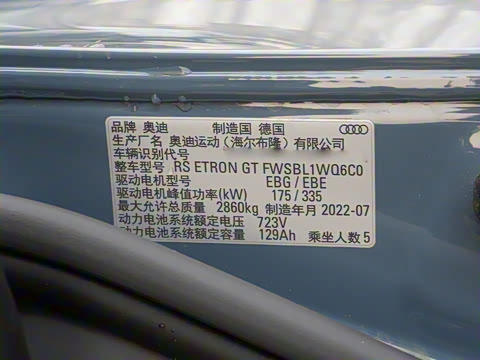 品牌 奥迪 制造国 德国
生产厂名 奥迪运动（海尔布隆）有限公司
车辆识别代号
整车型号 RS ETRON GT FWSBL1WQ6C0
驱动电机型号 EBG / EBE
驱动电机峰值功率(kW) 175 / 335
最大允许总质量 2860kg 制造年月 2022-07
动力电池系统额定电压 723V
动力电池系统额定容量 129Ah 乘坐人数 5